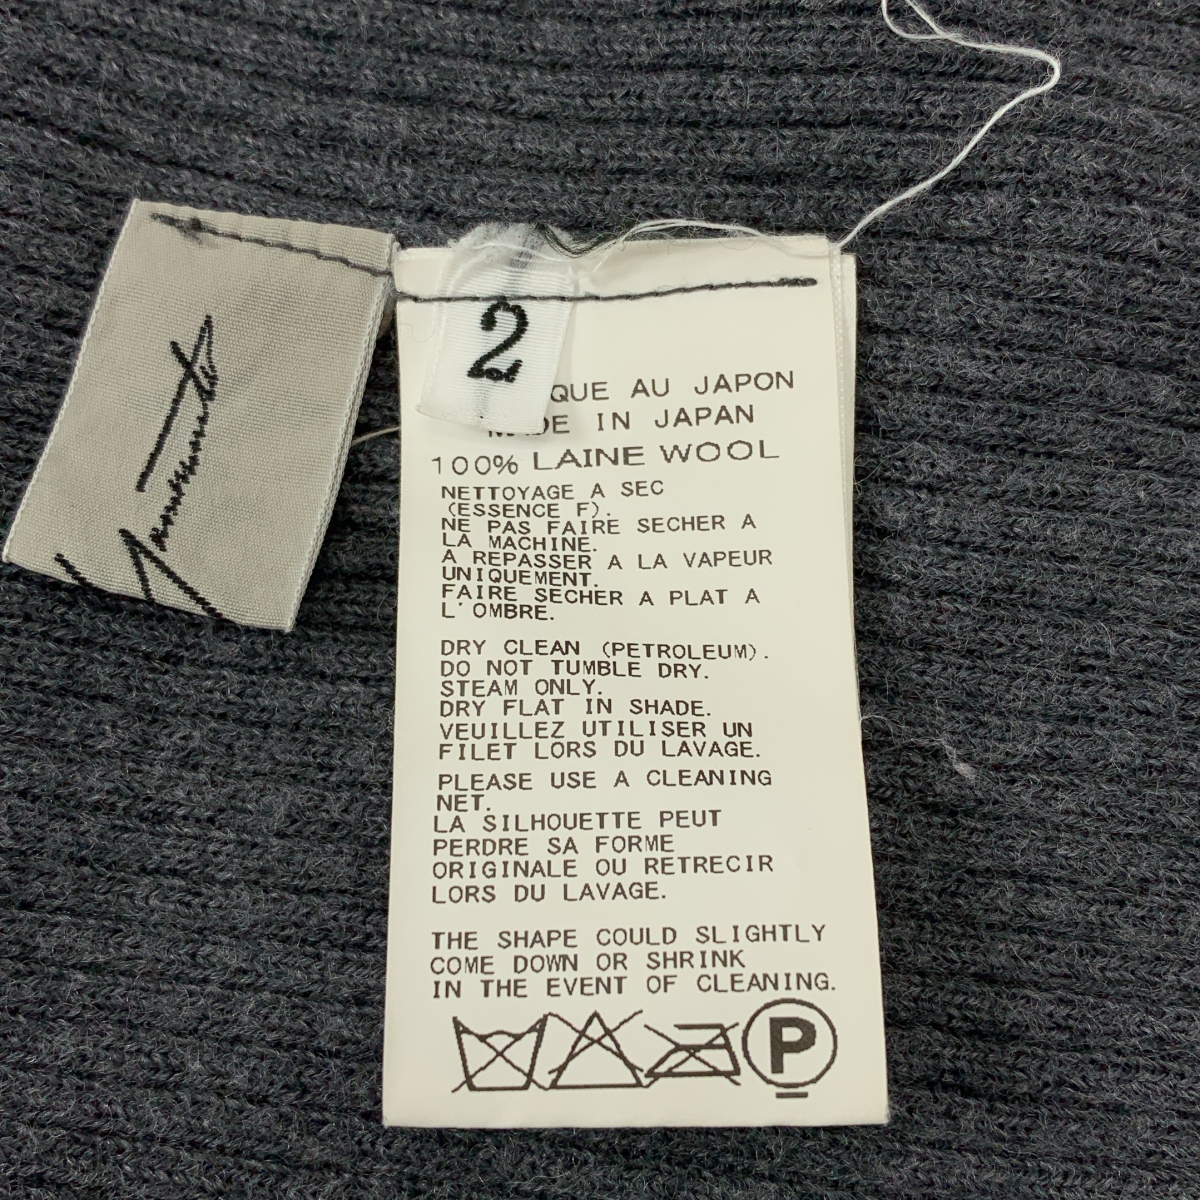 Yamamoto
2
QUE AU JAPON
MADE IN JAPAN
100% LAINE WOOL
NETTOYAGE A SEC
(ESSENCE F).
NE PAS FAIRE SECHER A
LA MACHINE.
A REPASSER A LA VAPEUR
UNIQUEMENT.
FAIRE SECHER A PLAT A
L'OMBRE.
DRY CLEAN (PETROLEUM).
DO NOT TUMBLE DRY.
STEAM ONLY.
DRY FLAT IN SHADE.
VEUILLEZ UTILISER UN
FILET LORS DU LAVAGE.
PLEASE USE A CLEANING
NET.
LA SILHOUETTE PEUT
PERDRE SA FORME
ORIGINALE OU RETRECIR
LORS DU LAVAGE.
THE SHAPE COULD SLIGHTLY
COME DOWN OR SHRINK
IN THE EVENT OF CLEANING.
P